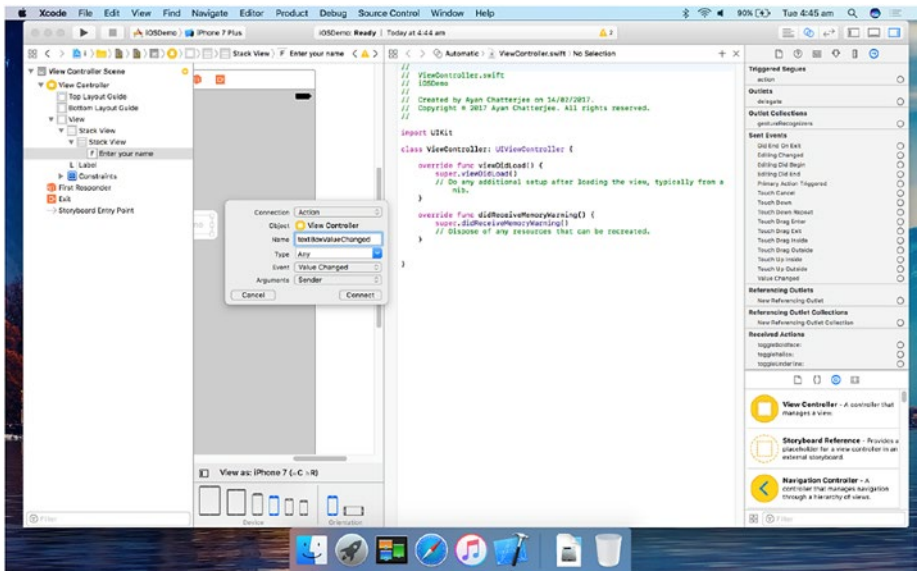 Xcode File Edit View Find Navigate Editor Product Debug Source Control Window Help
90% Tue 4:45 am
iOSDemo iPhone 7 Plus
iOSDemo: Ready | Today at 4:44 am
2
Stack View F Enter your name
Automatic ViewController.swift No Selection
View Controller Scene
View Controller
Top Layout Guide
Bottom Layout Guide
View
Stack View
Stack View
F Enter your name
L Label
Constraints
First Responder
Exit
Storyboard Entry Point
Filter
Connection Action
Object View Controller
Name textBoxValueChanged
Type Any
Event Value Changed
Arguments Sender
Cancel Connect
View as: iPhone 7 (wC hR)
Device Orientation
//
// ViewController.swift
// iOSDemo
//
// Created by Ayan Chatterjee on 14/02/2017.
// Copyright © 2017 Ayan Chatterjee. All rights reserved.
//
import UIKit
class ViewController: UIViewController {
override func viewDidLoad() {
super.viewDidLoad()
// Do any additional setup after loading the view, typically from a
nib.
}
override func didReceiveMemoryWarning() {
super.didReceiveMemoryWarning()
// Dispose of any resources that can be recreated.
}
}
Triggered Segues
action
Outlets
delegate
Outlet Collections
gestureRecognizers
Sent Events
Did End On Exit
Editing Changed
Editing Did Begin
Editing Did End
Primary Action Triggered
Touch Cancel
Touch Down
Touch Down Repeat
Touch Drag Enter
Touch Drag Exit
Touch Drag Inside
Touch Drag Outside
Touch Up Inside
Touch Up Outside
Value Changed
Referencing Outlets
New Referencing Outlet
Referencing Outlet Collections
New Referencing Outlet Collection
Received Actions
toggleBoldface:
toggleItalics:
toggleUnderline:
View Controller - A controller that
manages a view.
Storyboard Reference - Provides a
placeholder for a view controller in an
external storyboard.
Navigation Controller - A
controller that manages navigation
through a hierarchy of views.
Filter